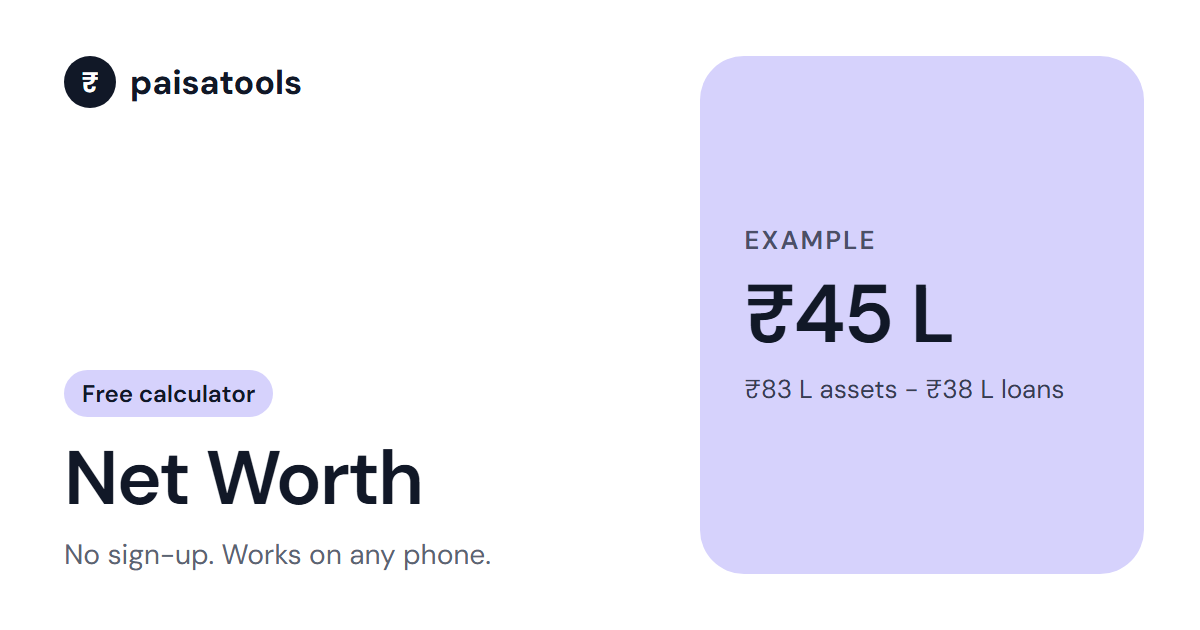 ₹ paisatools
Free calculator
Net Worth
No sign-up. Works on any phone.
EXAMPLE
₹45 L
₹83 L assets − ₹38 L loans